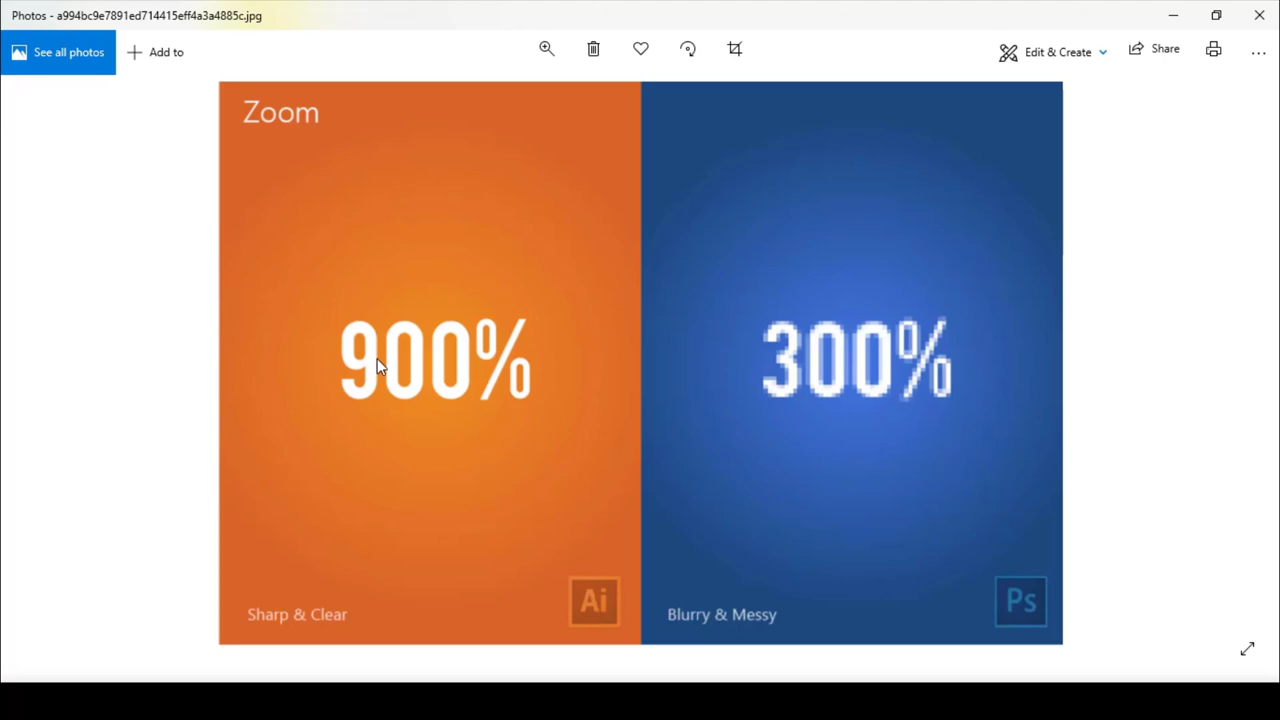 Photos - a994bc9e7891ed714415eff4a3a4885c.jpg
See all photos
Add to
Edit & Create
Share
Zoom
900%
300%
Sharp & Clear
Ai
Blurry & Messy
Ps